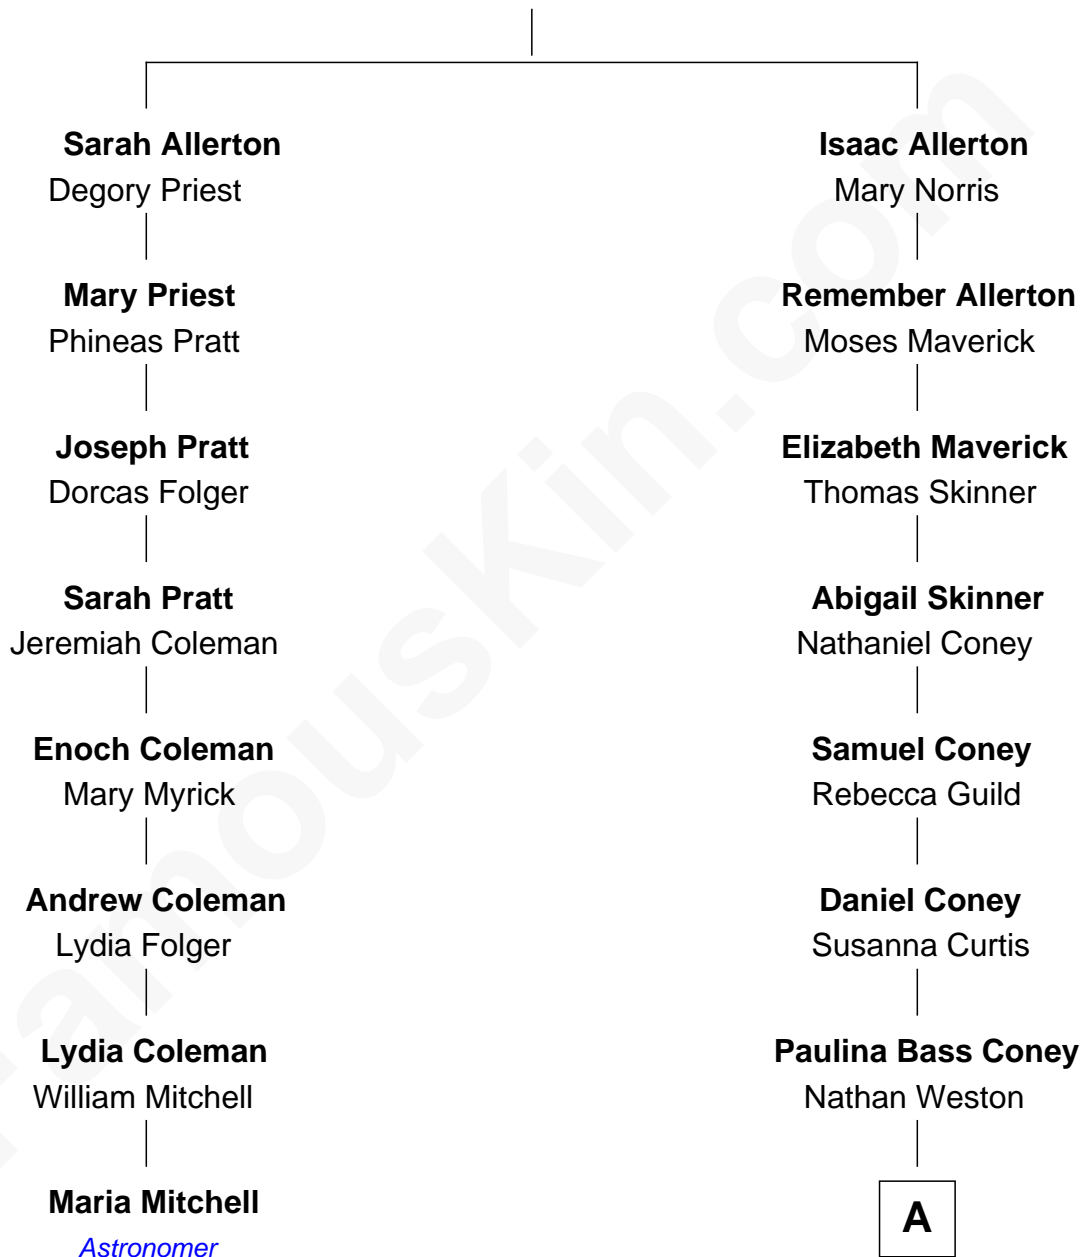 Sarah Allerton
Degory Priest
Mary Priest
Phineas Pratt
Joseph Pratt
Dorcas Folger
Sarah Pratt
Jeremiah Coleman
Enoch Coleman
Mary Myrick
Andrew Coleman
Lydia Folger
Lydia Coleman
William Mitchell
Maria Mitchell
Astronomer
Isaac Allerton
Mary Norris
Remember Allerton
Moses Maverick
Elizabeth Maverick
Thomas Skinner
Abigail Skinner
Nathaniel Coney
Samuel Coney
Rebecca Guild
Daniel Coney
Susanna Curtis
Paulina Bass Coney
Nathan Weston
A
FamousKin.com